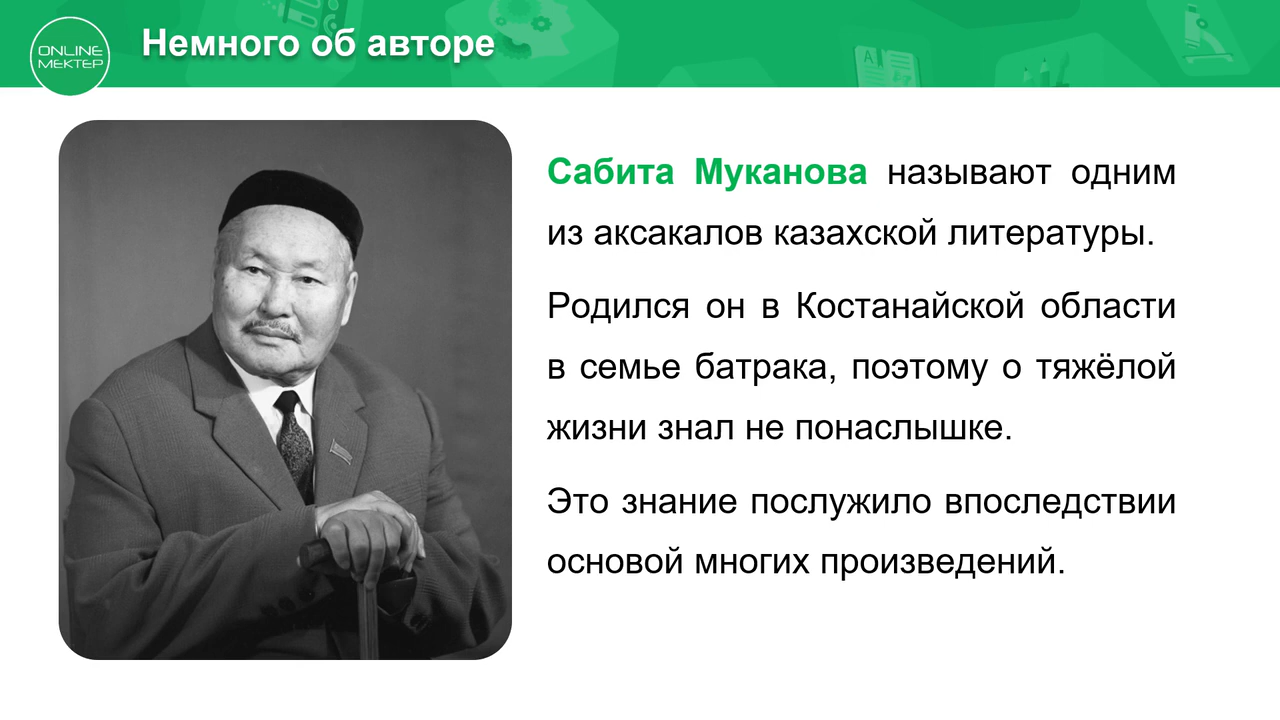 Немного об авторе
ONLINE
МЕКТЕР
Сабита Муканова называют одним
из аксакалов казахской литературы.
Родился он в Костанайской области
в семье батрака, поэтому о тяжёлой
жизни знал не понаслышке.
Это знание послужило впоследствии
основой многих произведений.